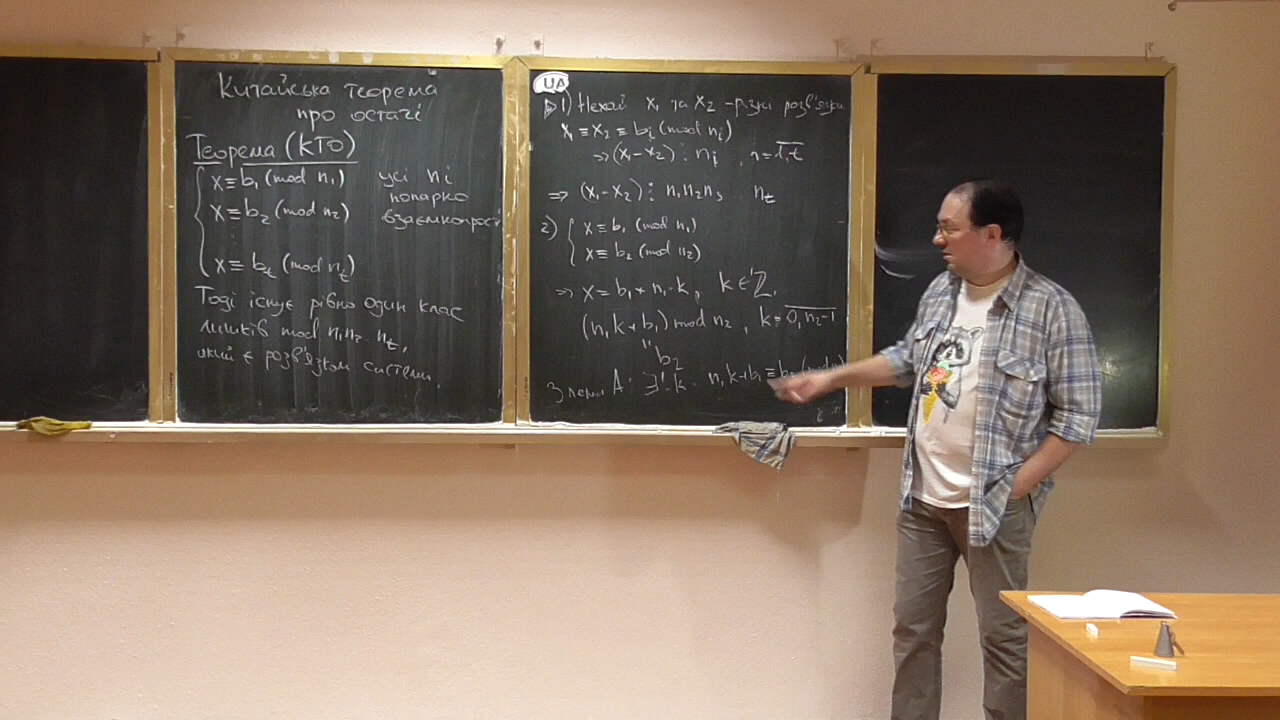 Китайська теорема
про остачі
Теорема (КТО)
x≡b₁ (mod n₁) усі nᵢ
x≡b₂ (mod n₂) попарно
взаємнопрості
⋮
x≡bₜ (mod nₜ)
Тоді існує рівно один клас
лишків mod n₁n₂ nₜ,
який є розв'язком системи.
UA
▷ 1) Нехай x₁ та x₂ – різні розв'язки
x₁≡x₂≡bᵢ (mod nᵢ)
⇒ (x₁-x₂)⋮nᵢ, = 1,t
⇒ (x₁-x₂)⋮n₁n₂n₃ nₜ
2) x≡b₁ (mod n₁)
x≡b₂ (mod n₂)
⇒ x=b₁+n₁·k, k∈ℤ,
(n₁k+b₁) mod n₂, k=0,n₂-1
"
b₂
З леми А: ∃! k: n₁k+b₁≡b₂